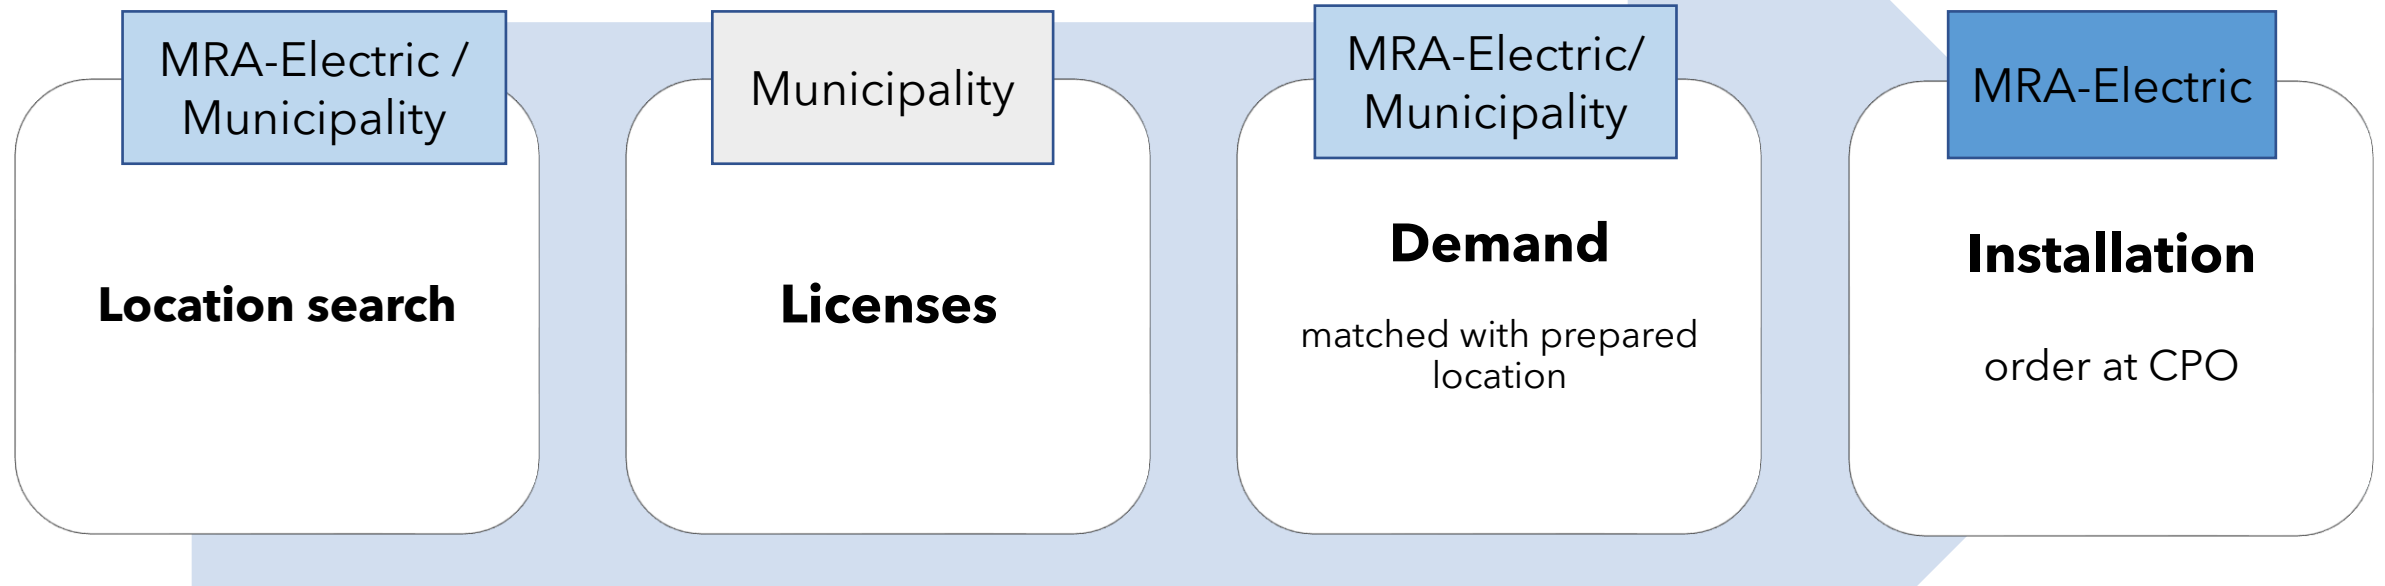 MRA-Electric /
Municipality
Location search
Municipality
Licenses
MRA-Electric/
Municipality
Demand
matched with prepared
location
MRA-Electric
Installation
order at CPO